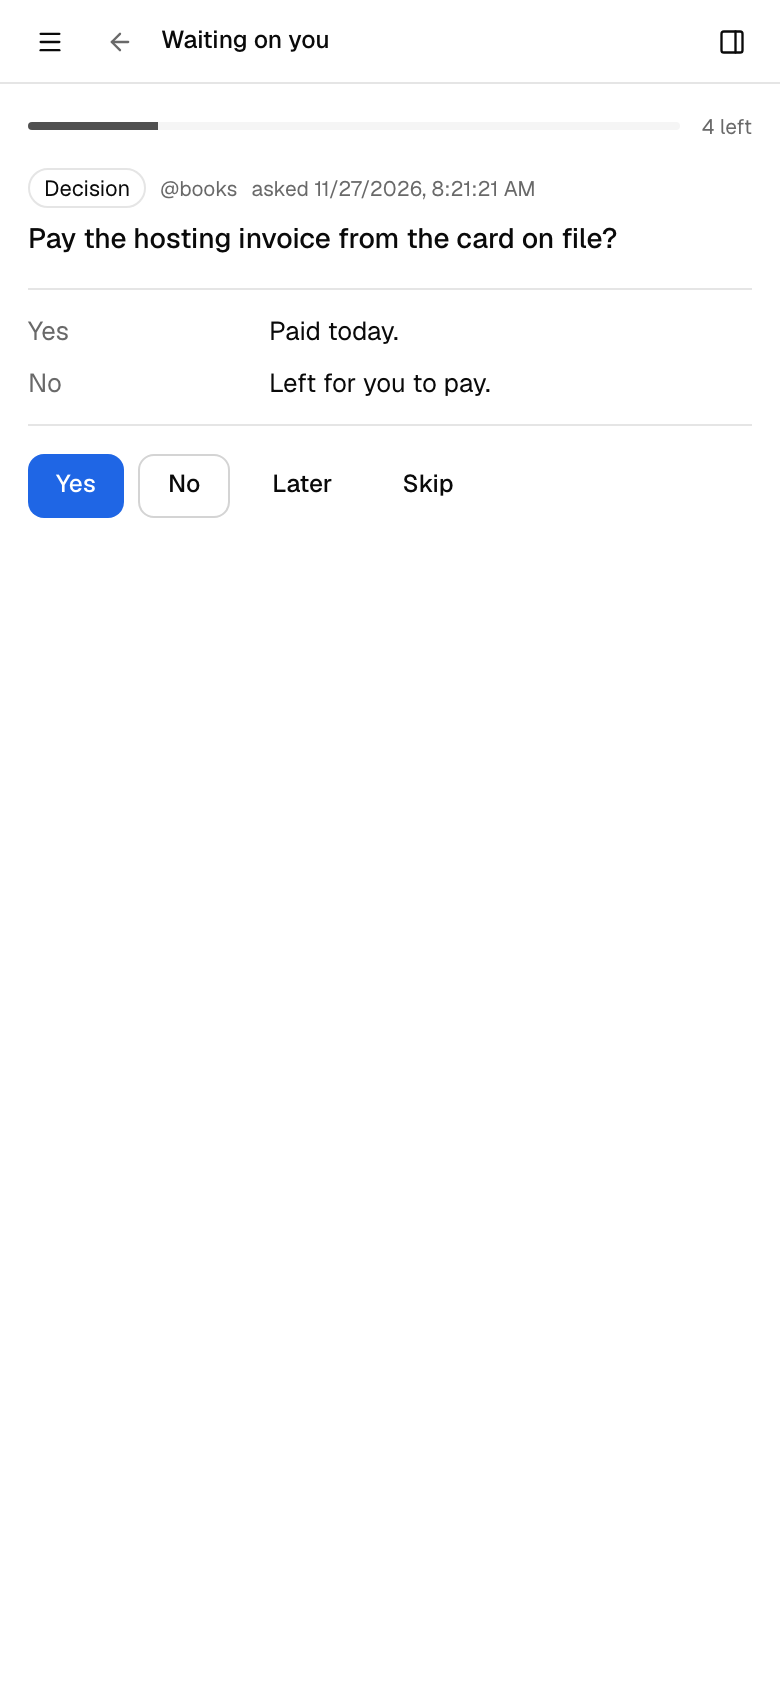 Waiting on you
4 left
Decision @books asked 11/27/2026, 8:21:21 AM
Pay the hosting invoice from the card on file?
Yes Paid today.
No Left for you to pay.
Yes No Later Skip